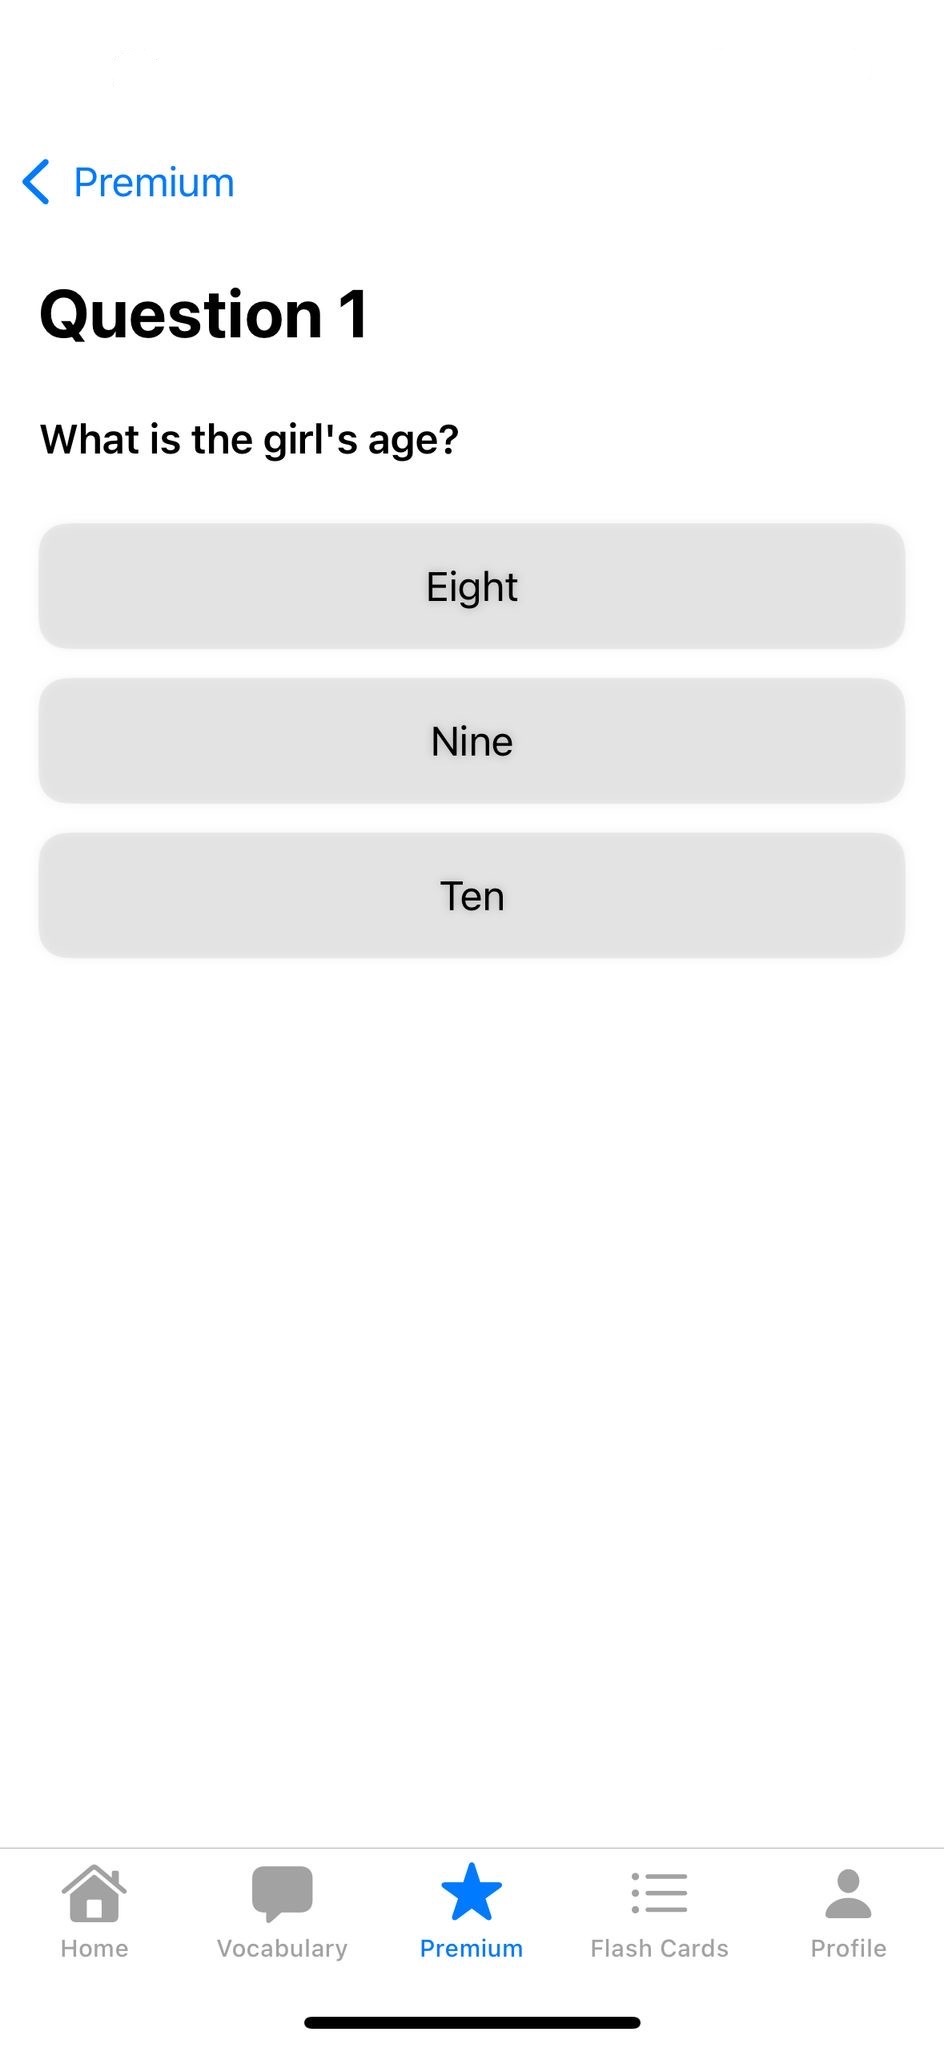 Premium
Question 1
What is the girl's age?
Eight
Nine
Ten
Home
Vocabulary
Premium
Flash Cards
Profile